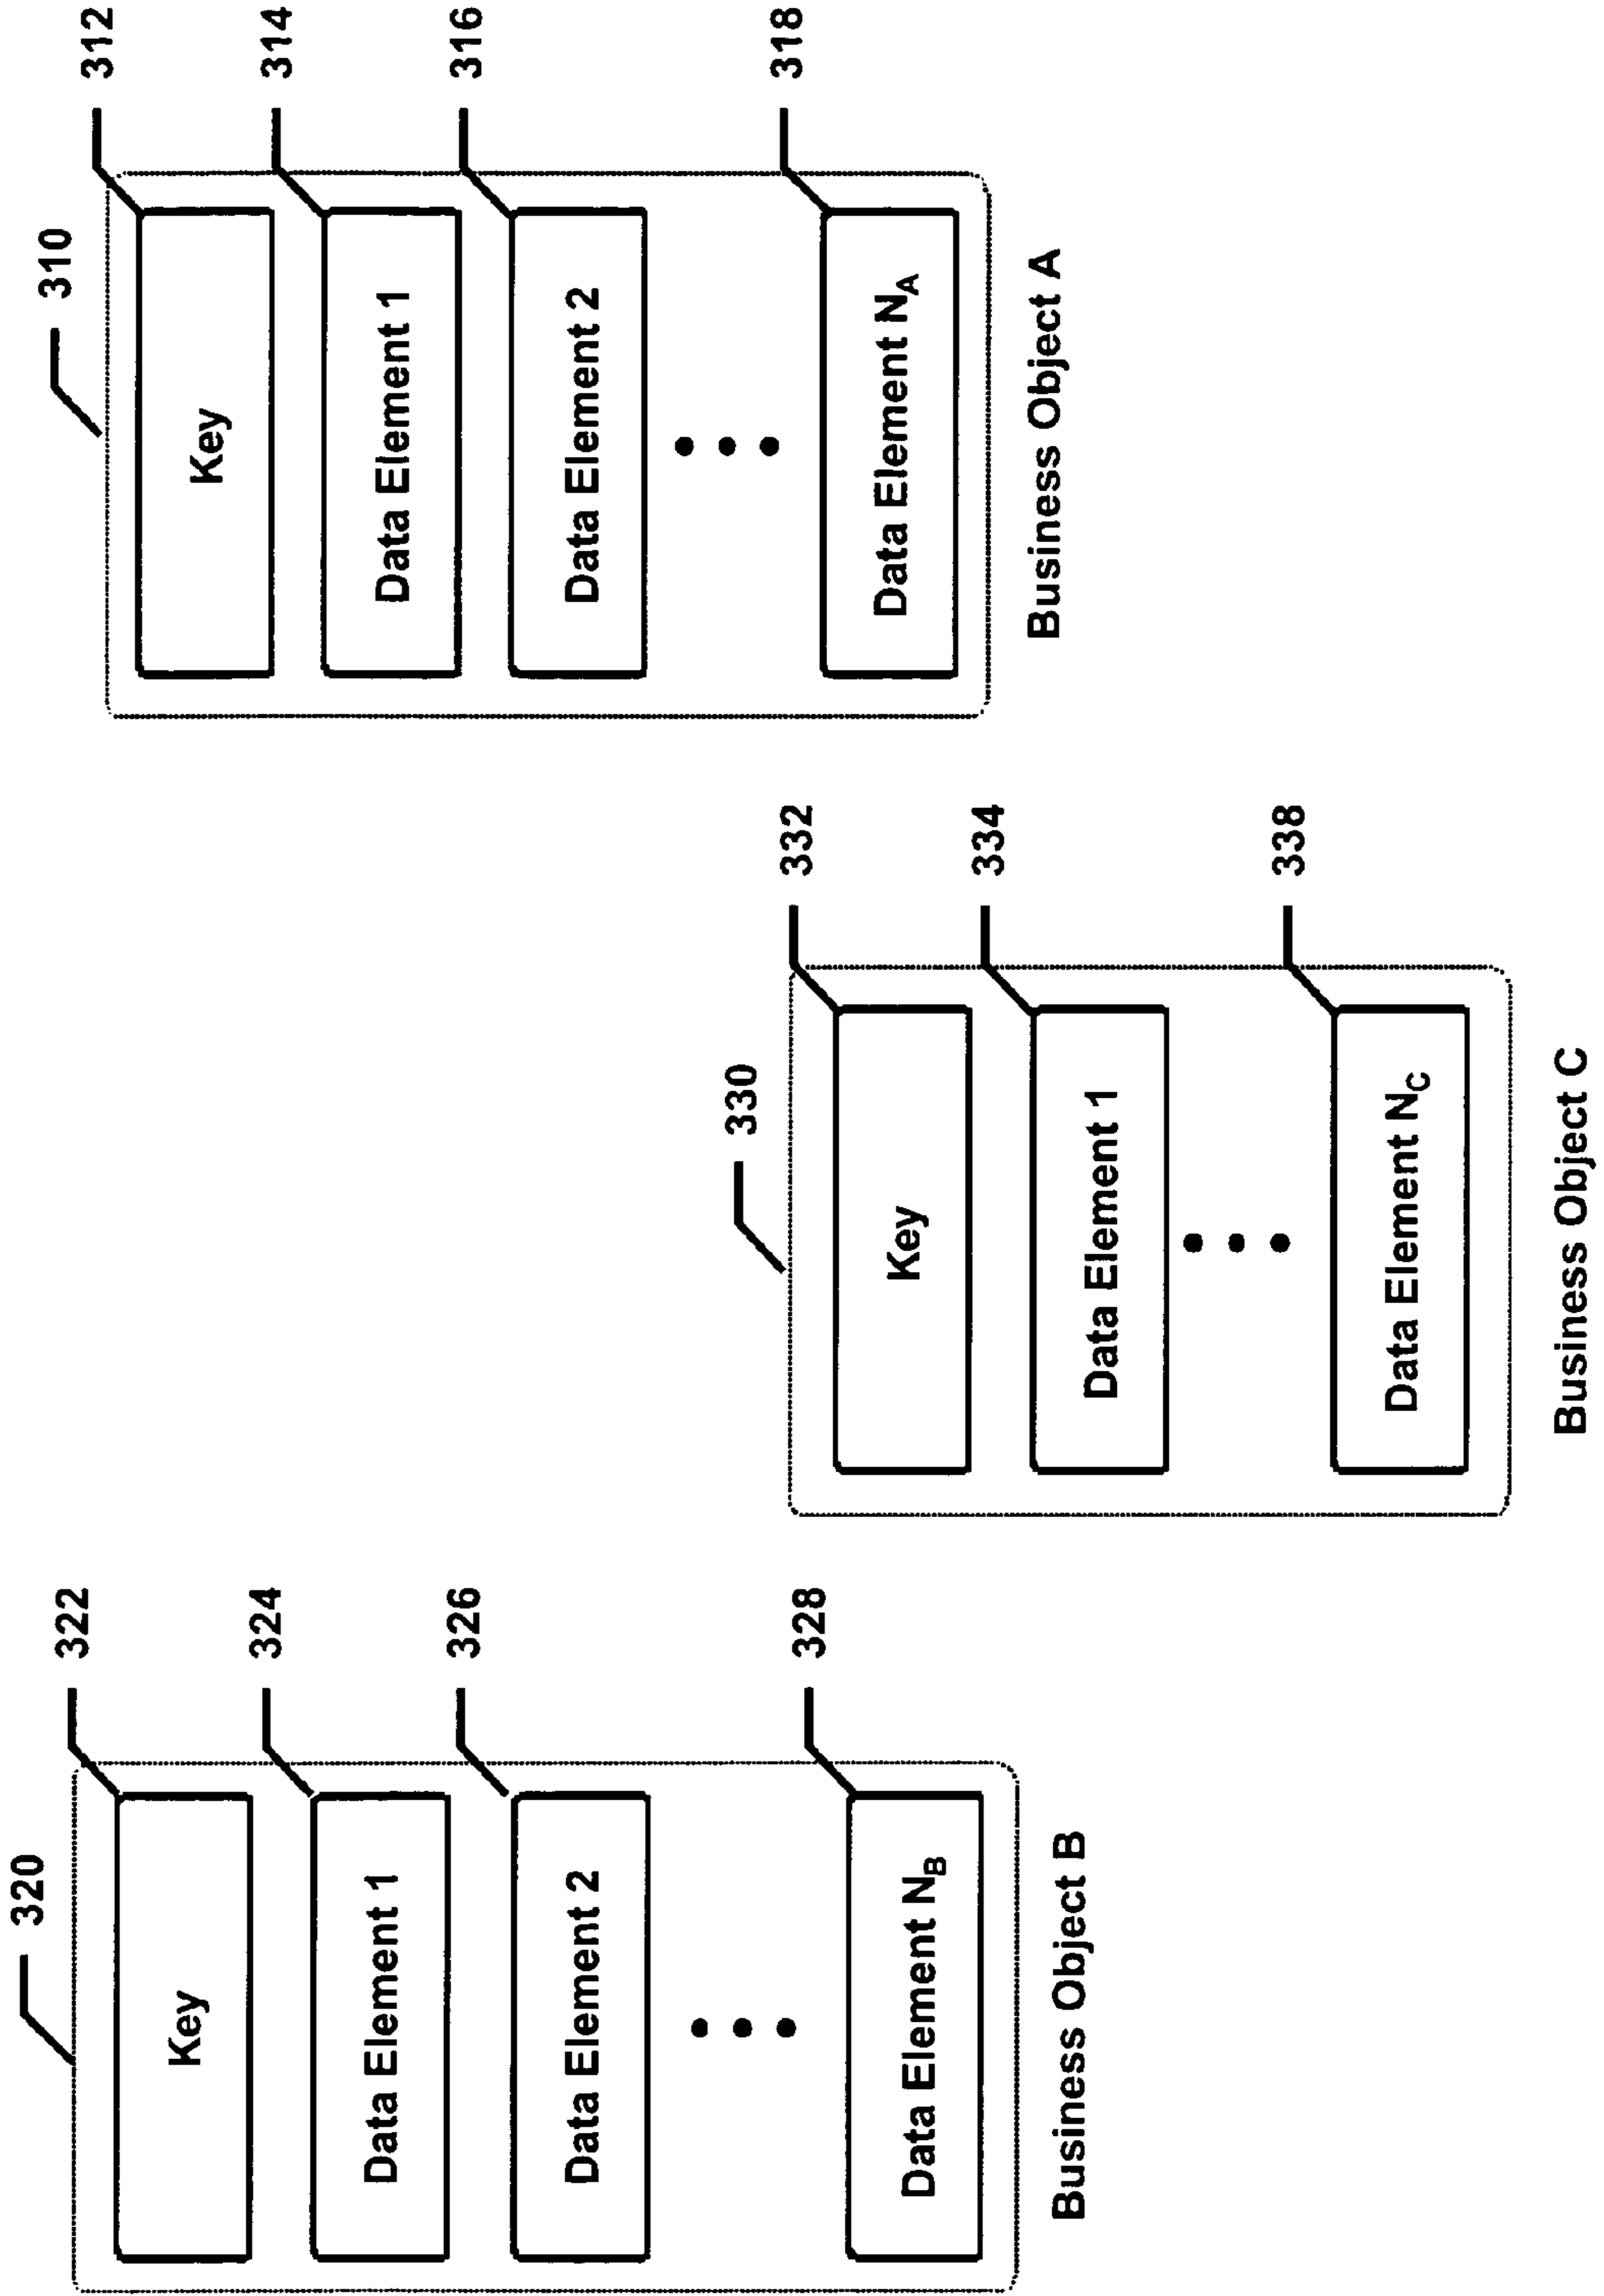 320
322
Key
324
Data Element 1
326
Data Element 2
328
Data Element N_B
Business Object B
330
332
Key
334
Data Element 1
338
Data Element N_C
Business Object C
310
312
Key
314
Data Element 1
316
Data Element 2
318
Data Element N_A
Business Object A